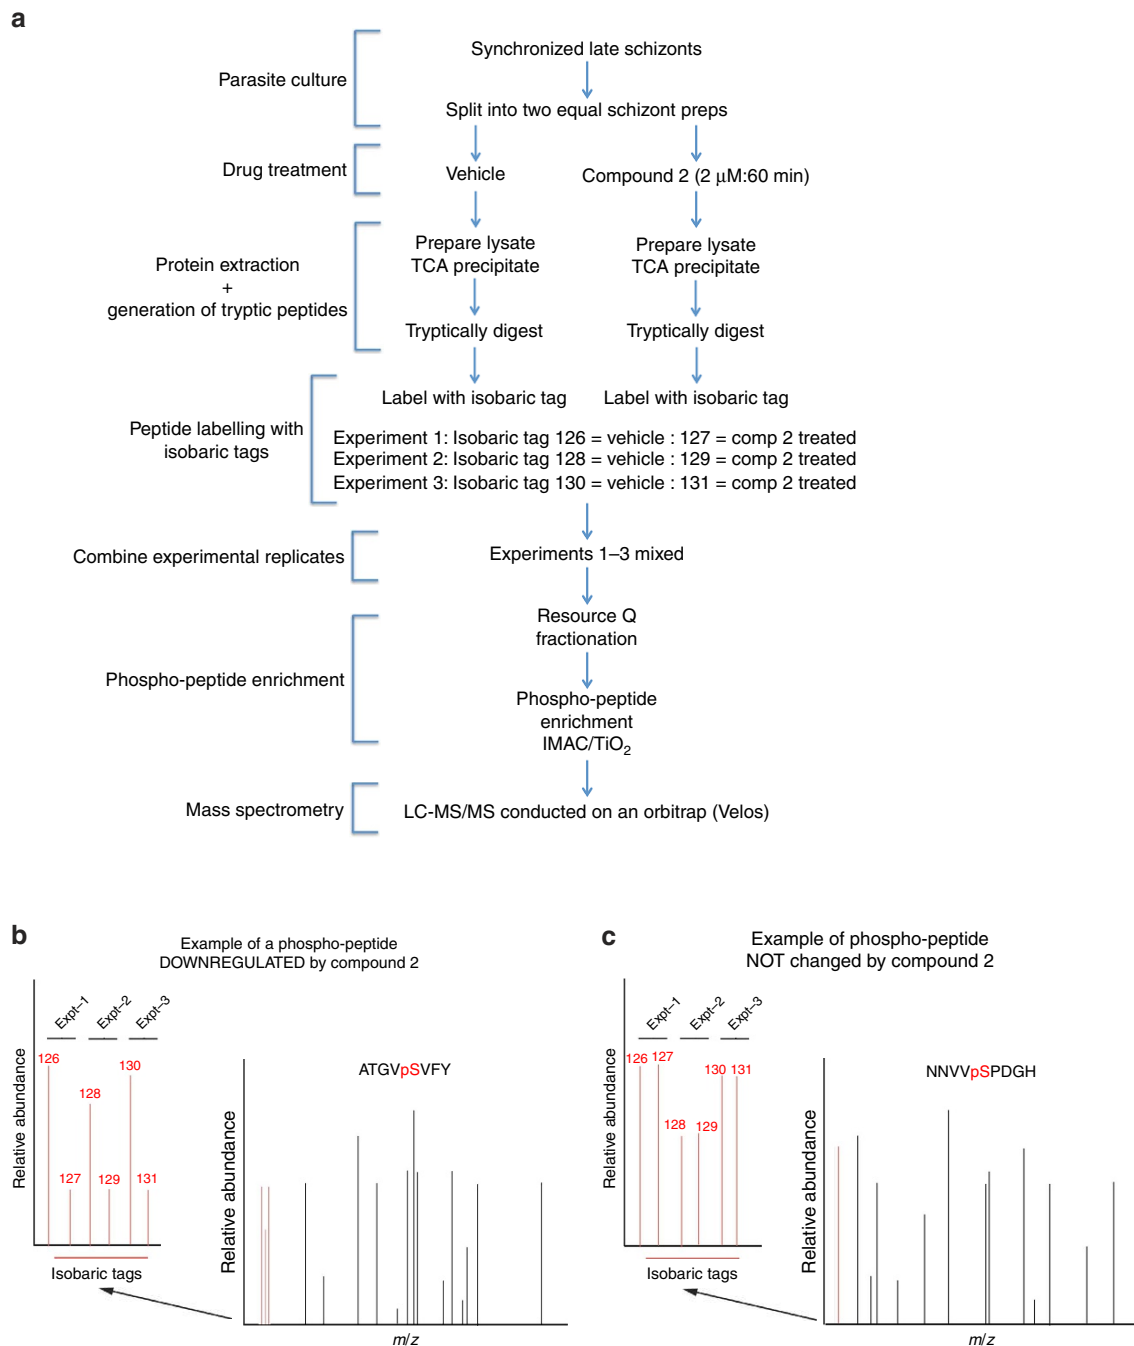 a
Synchronized late schizonts
Parasite culture
Split into two equal schizont preps
Drug treatment
Vehicle
Compound 2 (2 μM:60 min)
Protein extraction
+
generation of tryptic peptides
Prepare lysate
TCA precipitate
Prepare lysate
TCA precipitate
Tryptically digest
Tryptically digest
Label with isobaric tag
Label with isobaric tag
Peptide labelling with
isobaric tags
Experiment 1: Isobaric tag 126 = vehicle : 127 = comp 2 treated
Experiment 2: Isobaric tag 128 = vehicle : 129 = comp 2 treated
Experiment 3: Isobaric tag 130 = vehicle : 131 = comp 2 treated
Combine experimental replicates
Experiments 1–3 mixed
Resource Q
fractionation
Phospho-peptide enrichment
Phospho-peptide
enrichment
IMAC/TiO2
Mass spectrometry
LC-MS/MS conducted on an orbitrap (Velos)
b
Example of a phospho-peptide
DOWNREGULATED by compound 2
Expt–1
Expt–2
Expt–3
126
127
128
129
130
131
Relative abundance
Isobaric tags
ATGVpSVFY
Relative abundance
m/z
c
Example of phospho-peptide
NOT changed by compound 2
Expt–1
Expt–2
Expt–3
126
127
128
129
130
131
Relative abundance
Isobaric tags
NNVVpSPDGH
Relative abundance
m/z